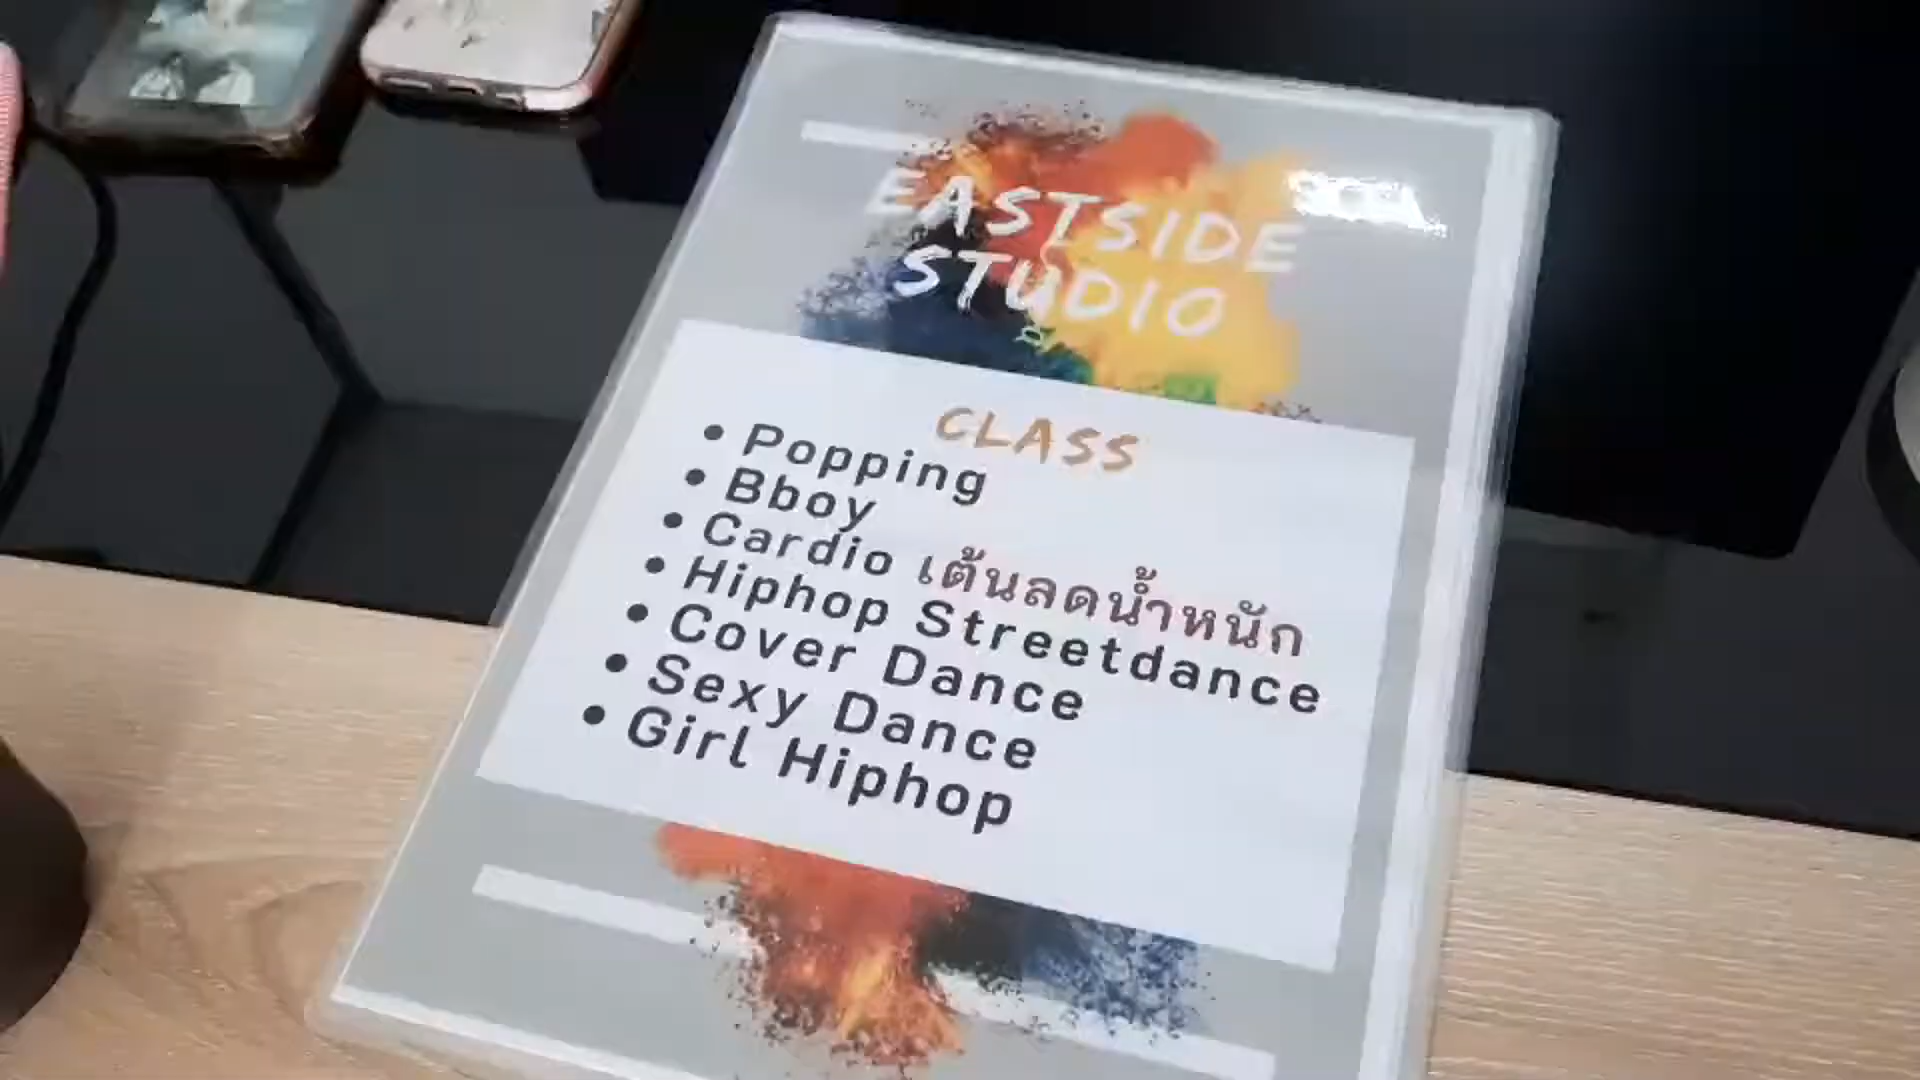 EASTSIDE
STUDIO
CLASS
• Popping
• Bboy
• Cardio เต้นลดน้ำหนัก
• Hiphop Streetdance
• Cover Dance
• Sexy Dance
• Girl Hiphop